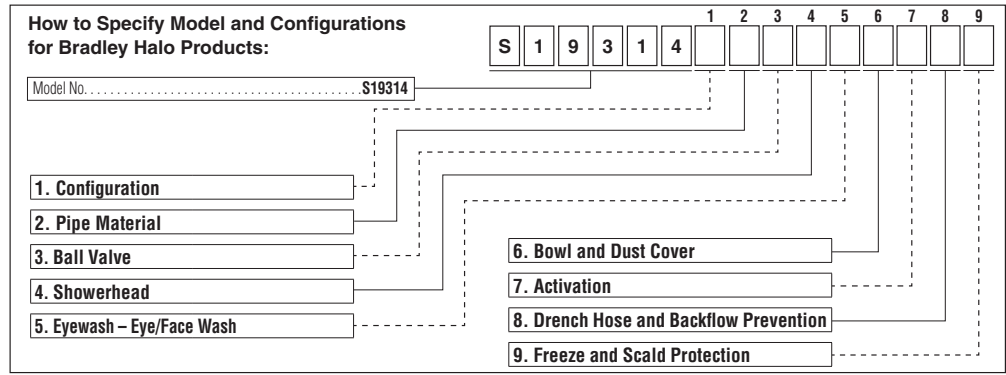 How to Specify Model and Configurations
for Bradley Halo Products:
1 2 3 4 5 6 7 8 9
S 1 9 3 1 4
Model No. . . . . . . . . . . . . . . . . . . . . . . . . . . . . . . . . . . . . . . . . . .S19314
1. Configuration
2. Pipe Material
3. Ball Valve
4. Showerhead
5. Eyewash – Eye/Face Wash
6. Bowl and Dust Cover
7. Activation
8. Drench Hose and Backflow Prevention
9. Freeze and Scald Protection